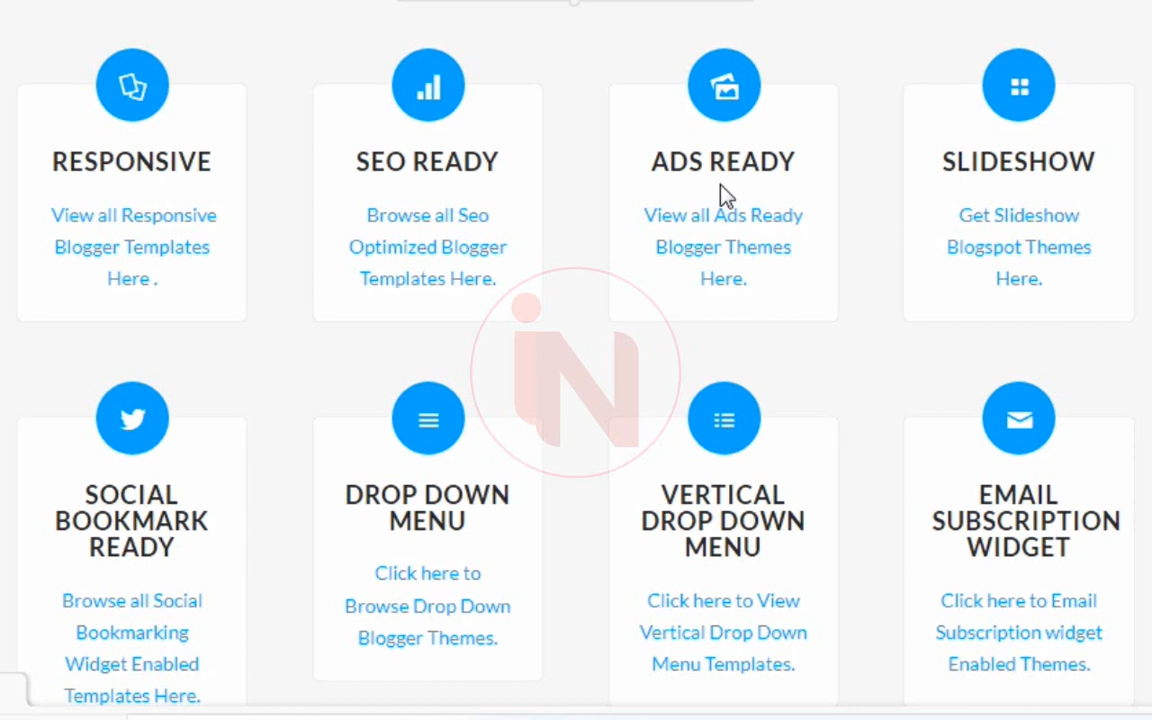 RESPONSIVE
View all Responsive
Blogger Templates
Here .
SEO READY
Browse all Seo
Optimized Blogger
Templates Here.
ADS READY
View all Ads Ready
Blogger Themes
Here.
SLIDESHOW
Get Slideshow
Blogspot Themes
Here.
iN
SOCIAL
BOOKMARK
READY
Browse all Social
Bookmarking
Widget Enabled
Templates Here.
DROP DOWN
MENU
Click here to
Browse Drop Down
Blogger Themes.
VERTICAL
DROP DOWN
MENU
Click here to View
Vertical Drop Down
Menu Templates.
EMAIL
SUBSCRIPTION
WIDGET
Click here to Email
Subscription widget
Enabled Themes.